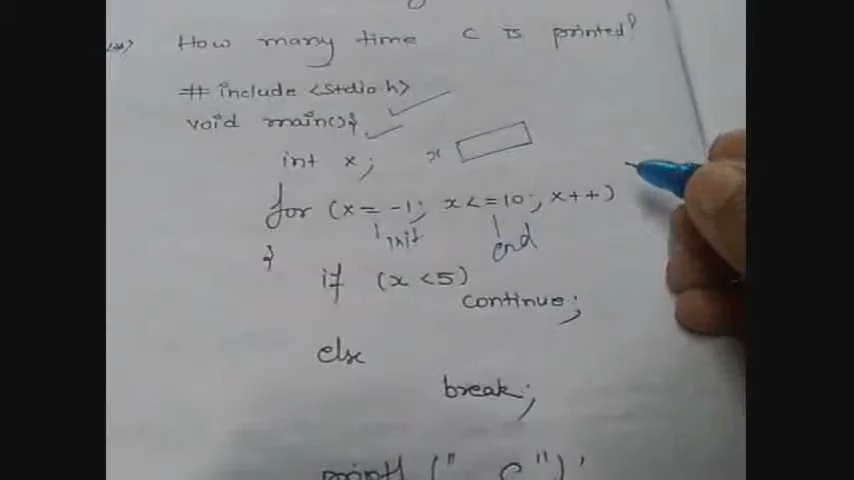 How many time C is printed?
# include <stdio.h>
void main(){
int x; x
for (x = -1; x <= 10; x++)
init end
{
if (x < 5)
continue;
else
break;
printf (" C");